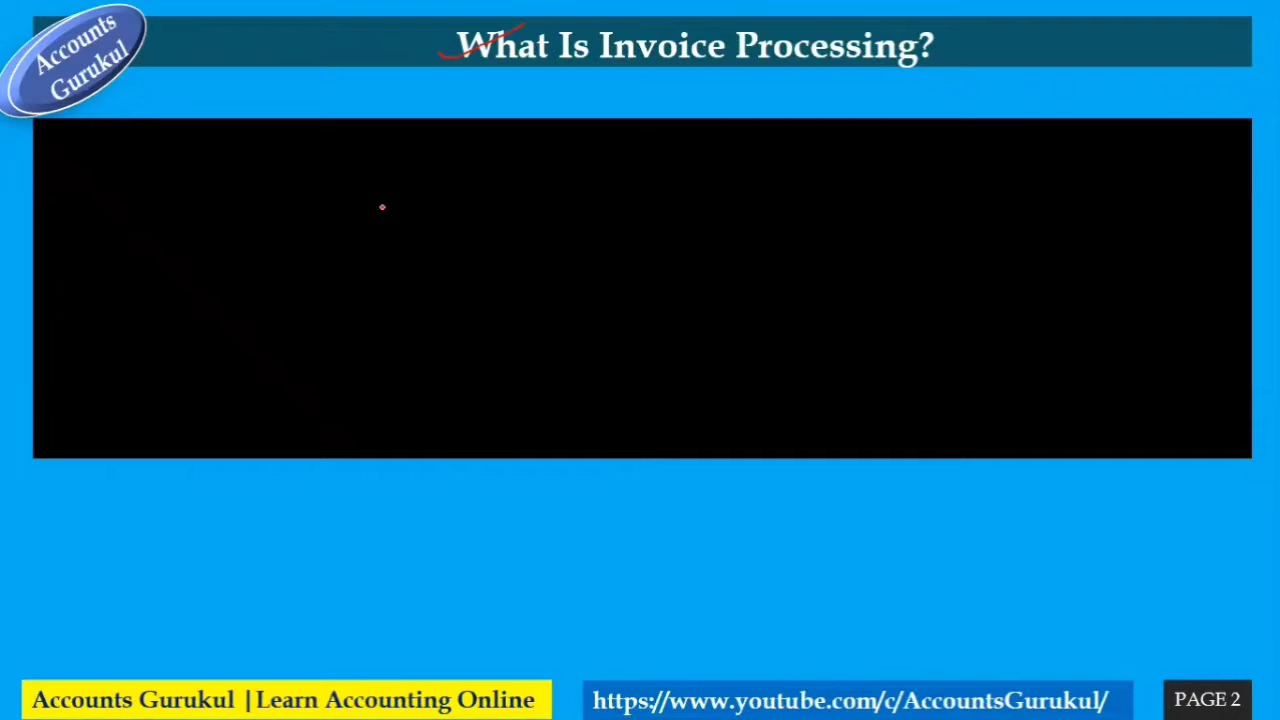 Accounts
Gurukul
What Is Invoice Processing?
Accounts Gurukul |Learn Accounting Online
https://www.youtube.com/c/AccountsGurukul/
PAGE 2